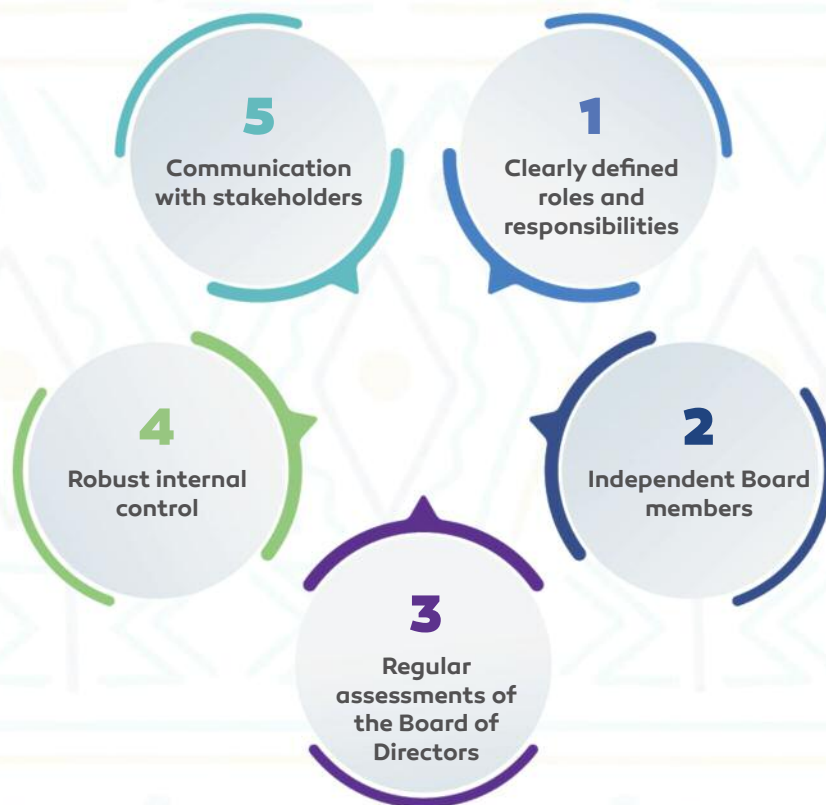 1
Clearly defined
roles and
responsibilities
2
Independent Board
members
3
Regular
assessments of
the Board of
Directors
4
Robust internal
control
5
Communication
with stakeholders